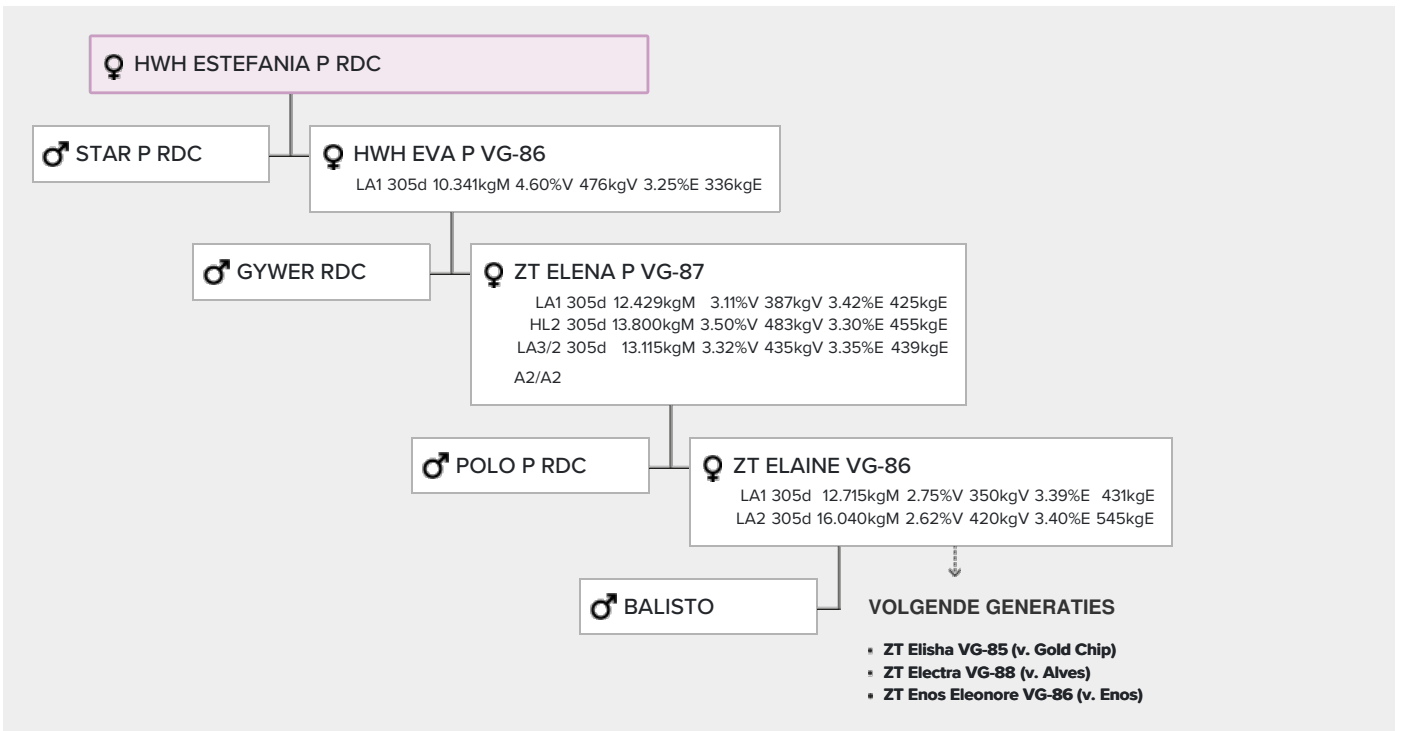 HWH ESTEFANIA P RDC
STAR P RDC
HWH EVA P VG-86
LA1 305d 10.341kgM 4.60%V 476kgV 3.25%E 336kgE
GYWER RDC
ZT ELENA P VG-87
LA1 305d 12.429kgM 3.11%V 387kgV 3.42%E 425kgE
HL2 305d 13.800kgM 3.50%V 483kgV 3.30%E 455kgE
LA3/2 305d 13.115kgM 3.32%V 435kgV 3.35%E 439kgE
A2/A2
POLO P RDC
ZT ELAINE VG-86
LA1 305d 12.715kgM 2.75%V 350kgV 3.39%E 431kgE
LA2 305d 16.040kgM 2.62%V 420kgV 3.40%E 545kgE
BALISTO
VOLGENDE GENERATIES
ZT Elisha VG-85 (v. Gold Chip)
ZT Electra VG-88 (v. Alves)
ZT Enos Eleonore VG-86 (v. Enos)